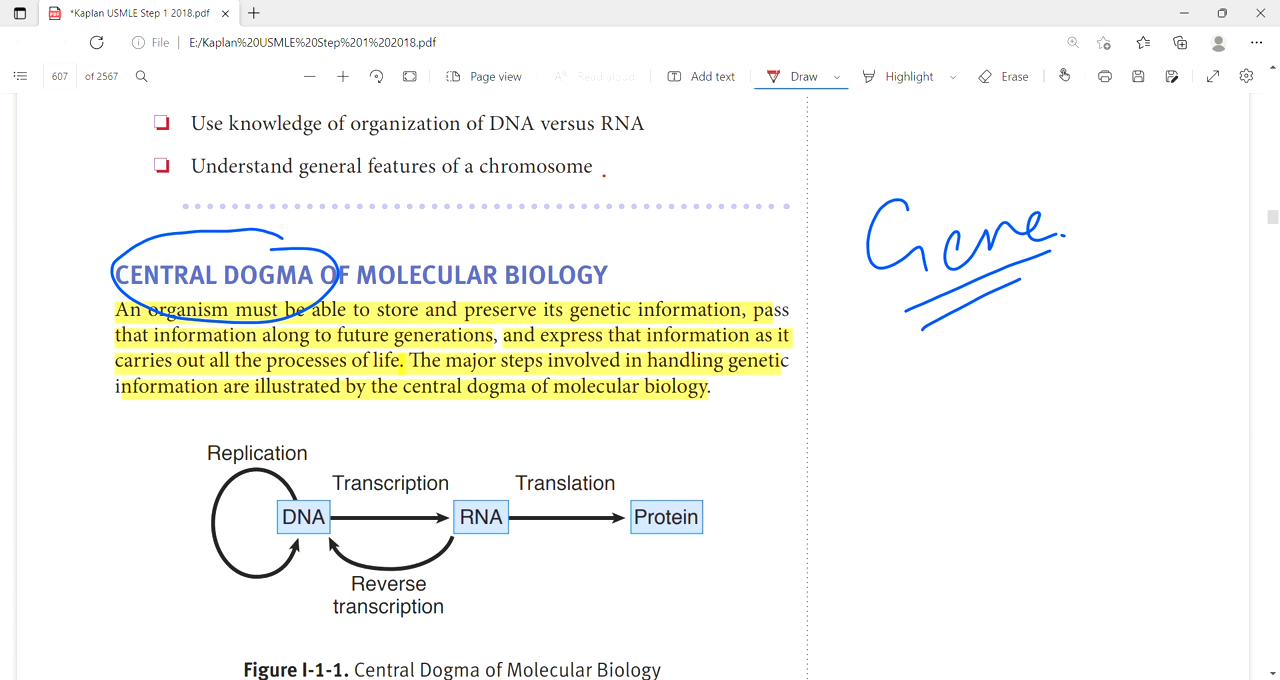 *Kaplan USMLE Step 1 2018.pdf
File
E:/Kaplan%20USMLE%20Step%201%202018.pdf
607 of 2567
Page view
Read aloud
Add text
Draw
Highlight
Erase
Use knowledge of organization of DNA versus RNA
Understand general features of a chromosome
CENTRAL DOGMA OF MOLECULAR BIOLOGY
An organism must be able to store and preserve its genetic information, pass
that information along to future generations, and express that information as it
carries out all the processes of life. The major steps involved in handling genetic
information are illustrated by the central dogma of molecular biology.
Gene.
Replication
Transcription
Translation
DNA
RNA
Protein
Reverse
transcription
Figure I-1-1. Central Dogma of Molecular Biology